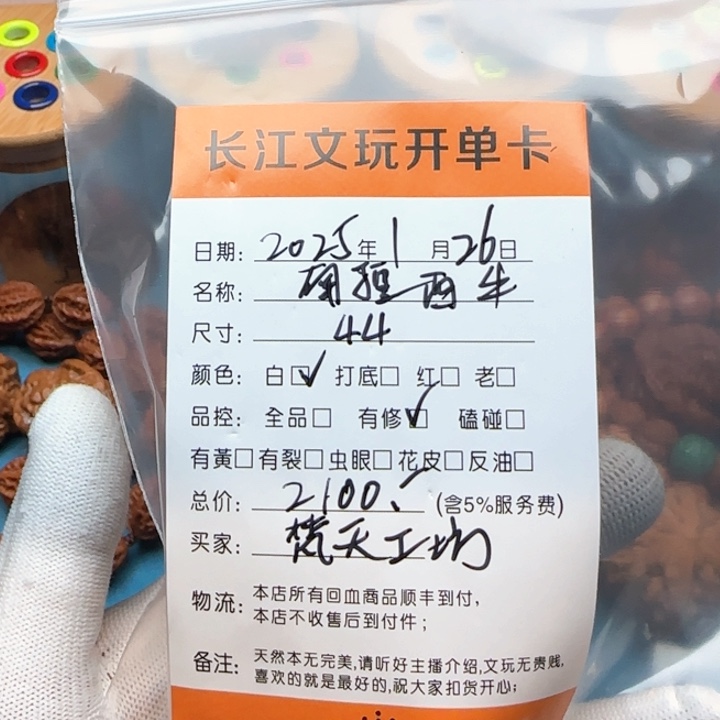 长江文玩开单卡
日期: 2025年1月26日
名称:
尺寸: 44
颜色: 白☑ 打底□ 红□ 老□
品控: 全品□ 有修☑ 磕碰□
有黄□有裂□虫眼□花皮□反油□
总价: 2100.- (含5%服务费)
买家: 梵天工坊
物流: 本店所有回血商品顺丰到付,
本店不收售后到付件;
备注: 天然本无完美,请听好主播介绍,文玩无贵贱,
喜欢的就是最好的,祝大家扣货开心;